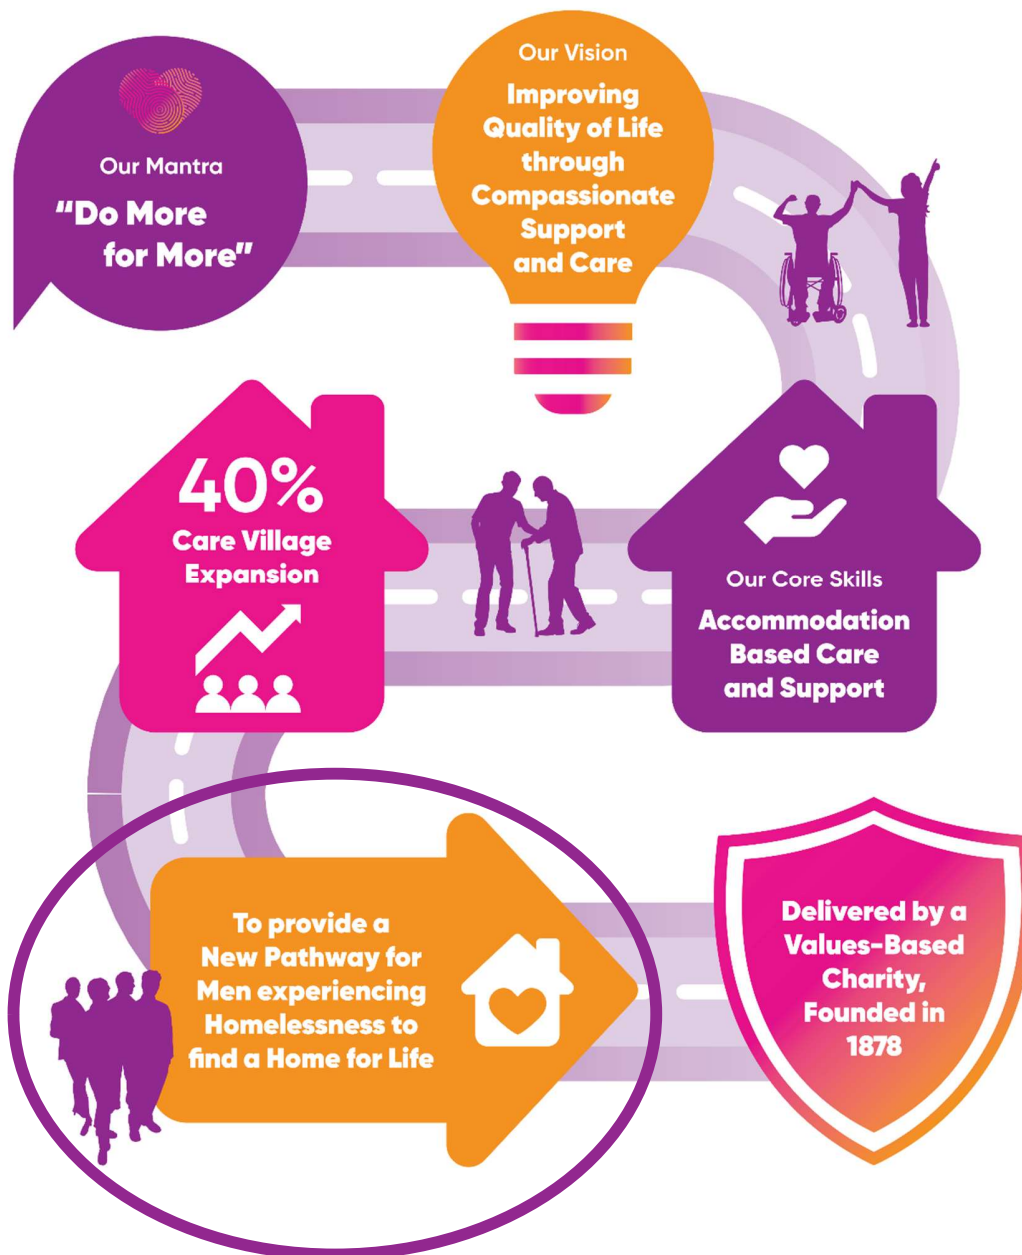 Our Mantra
"Do More
for More"
Our Vision
Improving
Quality of Life
through
Compassionate
Support
and Care
Our Core Skills
Accommodation
Based Care
and Support
40%
Care Village
Expansion
To provide a
New Pathway for
Men experiencing
Homelessness to
find a Home for Life
Delivered by a
Values-Based
Charity,
Founded in
1878